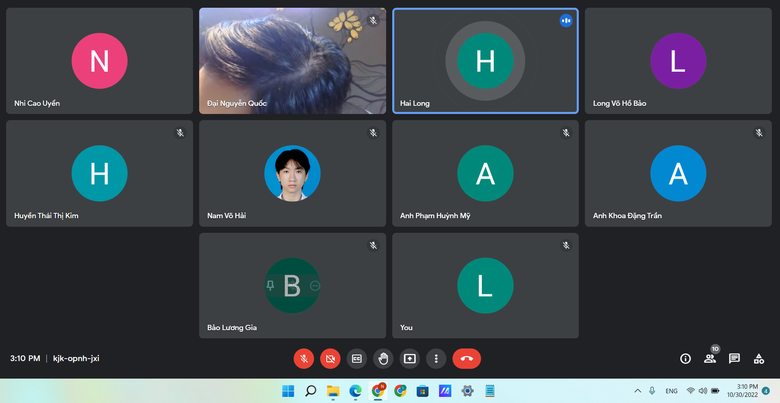 N
Nhi Cao Uyển
Đại Nguyễn Quốc
H
Hai Long
L
Long Võ Hồ Bảo
H
Huyền Thái Thị Kim
Nam Võ Hải
A
Anh Phạm Huỳnh Mỹ
A
Anh Khoa Đặng Trần
B
Bảo Lương Gia
L
You
3:10 PM | kjk-opnh-jxi
CC
10
N
ENG
3:10 PM
10/30/2022
4